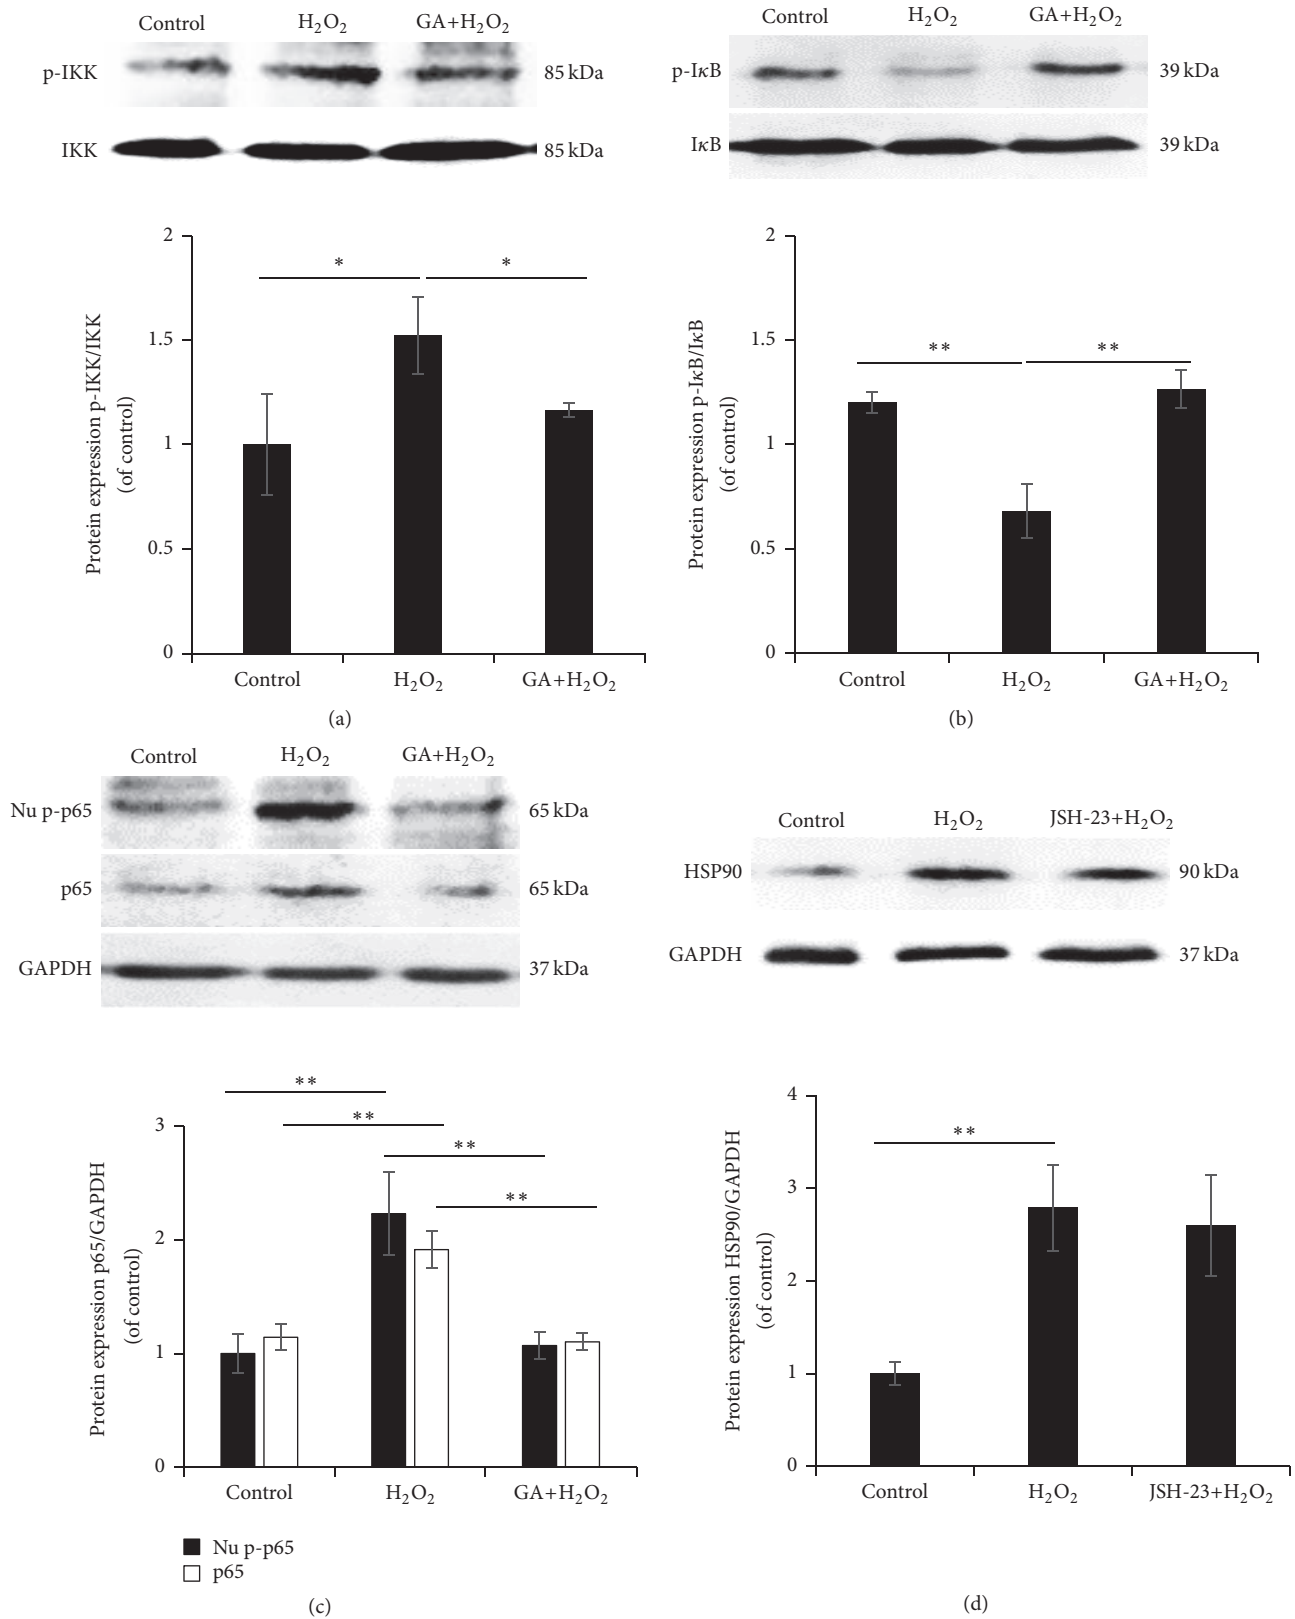 Control H₂O₂ GA+H₂O₂
p-IKK 85 kDa
IKK 85 kDa
Protein expression p-IKK/IKK
(of control)
2
1.5
1
0.5
0
* *
Control H₂O₂ GA+H₂O₂
(a)
Control H₂O₂ GA+H₂O₂
p-IκB 39 kDa
IκB 39 kDa
Protein expression p-IκB/IκB
(of control)
2
1.5
1
0.5
0
** **
Control H₂O₂ GA+H₂O₂
(b)
Control H₂O₂ GA+H₂O₂
Nu p-p65 65 kDa
p65 65 kDa
GAPDH 37 kDa
Protein expression p65/GAPDH
(of control)
3
2
1
0
**
**
**
**
Control H₂O₂ GA+H₂O₂
Nu p-p65
p65
(c)
Control H₂O₂ JSH-23+H₂O₂
HSP90 90 kDa
GAPDH 37 kDa
Protein expression HSP90/GAPDH
(of control)
4
3
2
1
0
**
Control H₂O₂ JSH-23+H₂O₂
(d)